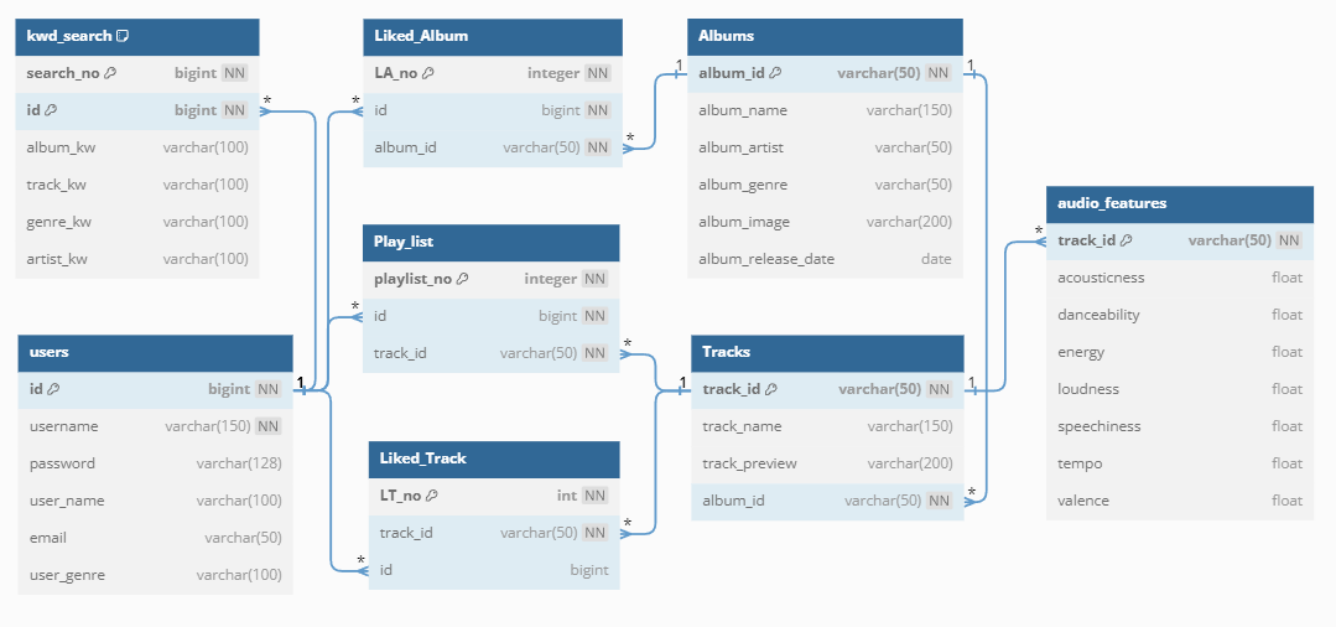 kwd_search
search_no bigint NN
id bigint NN
album_kw varchar(100)
track_kw varchar(100)
genre_kw varchar(100)
artist_kw varchar(100)
*
users
id bigint NN
username varchar(150) NN
password varchar(128)
user_name varchar(100)
email varchar(50)
user_genre varchar(100)
1
Liked_Album
LA_no integer NN
* id bigint NN
album_id varchar(50) NN *
Play_list
playlist_no integer NN
* id bigint NN
track_id varchar(50) NN *
Liked_Track
LT_no int NN
track_id varchar(50) NN *
* id bigint
Albums
1 album_id varchar(50) NN 1
album_name varchar(150)
album_artist varchar(50)
album_genre varchar(50)
album_image varchar(200)
album_release_date date
Tracks
1 track_id varchar(50) NN 1
track_name varchar(150)
track_preview varchar(200)
album_id varchar(50) NN *
audio_features
* track_id varchar(50) NN
acousticness float
danceability float
energy float
loudness float
speechiness float
tempo float
valence float